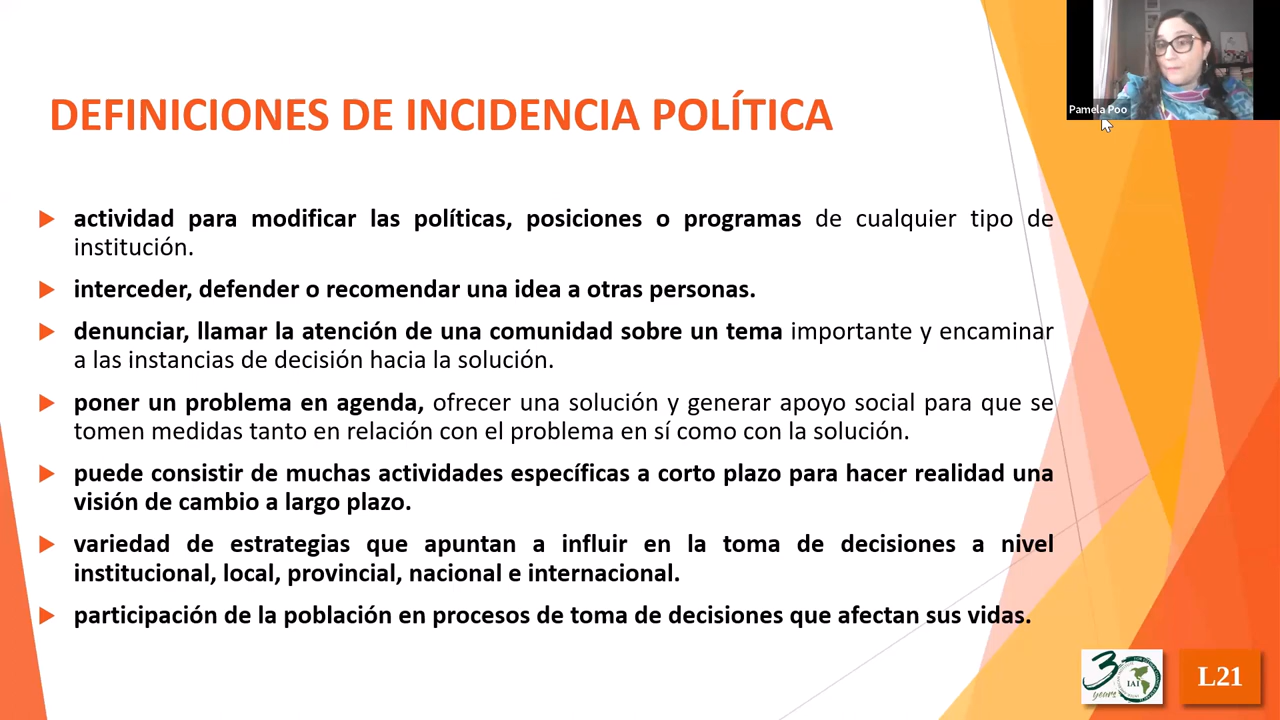 Pamela Poo
DEFINICIONES DE INCIDENCIA POLÍTICA
actividad para modificar las políticas, posiciones o programas de cualquier tipo de
institución.
interceder, defender o recomendar una idea a otras personas.
denunciar, llamar la atención de una comunidad sobre un tema importante y encaminar
a las instancias de decisión hacia la solución.
poner un problema en agenda, ofrecer una solución y generar apoyo social para que se
tomen medidas tanto en relación con el problema en sí como con la solución.
puede consistir de muchas actividades específicas a corto plazo para hacer realidad una
visión de cambio a largo plazo.
variedad de estrategias que apuntan a influir en la toma de decisiones a nivel
institucional, local, provincial, nacional e internacional.
participación de la población en procesos de toma de decisiones que afectan sus vidas.
30
years
IAI
L21